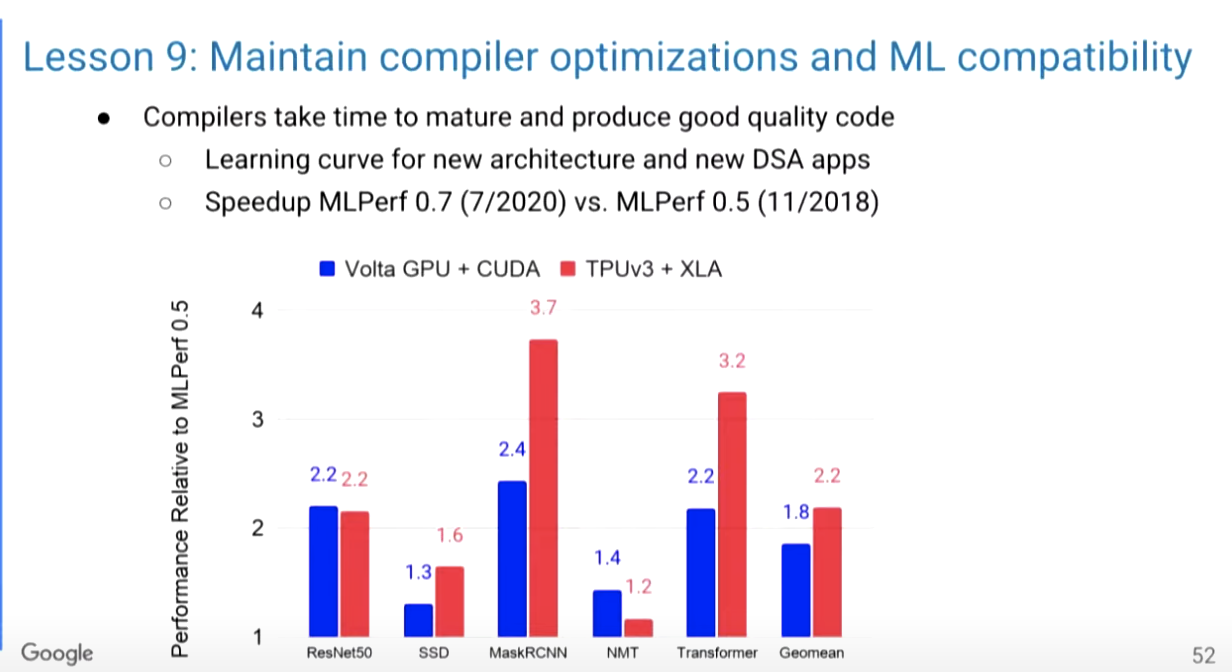 Lesson 9: Maintain compiler optimizations and ML compatibility
● Compilers take time to mature and produce good quality code
○ Learning curve for new architecture and new DSA apps
○ Speedup MLPerf 0.7 (7/2020) vs. MLPerf 0.5 (11/2018)
Volta GPU + CUDA TPUv3 + XLA
Performance Relative to MLPerf 0.5
4
3
2
1
2.2 2.2
1.3 1.6
2.4 3.7
1.4 1.2
2.2 3.2
1.8 2.2
ResNet50 SSD MaskRCNN NMT Transformer Geomean
Google 52